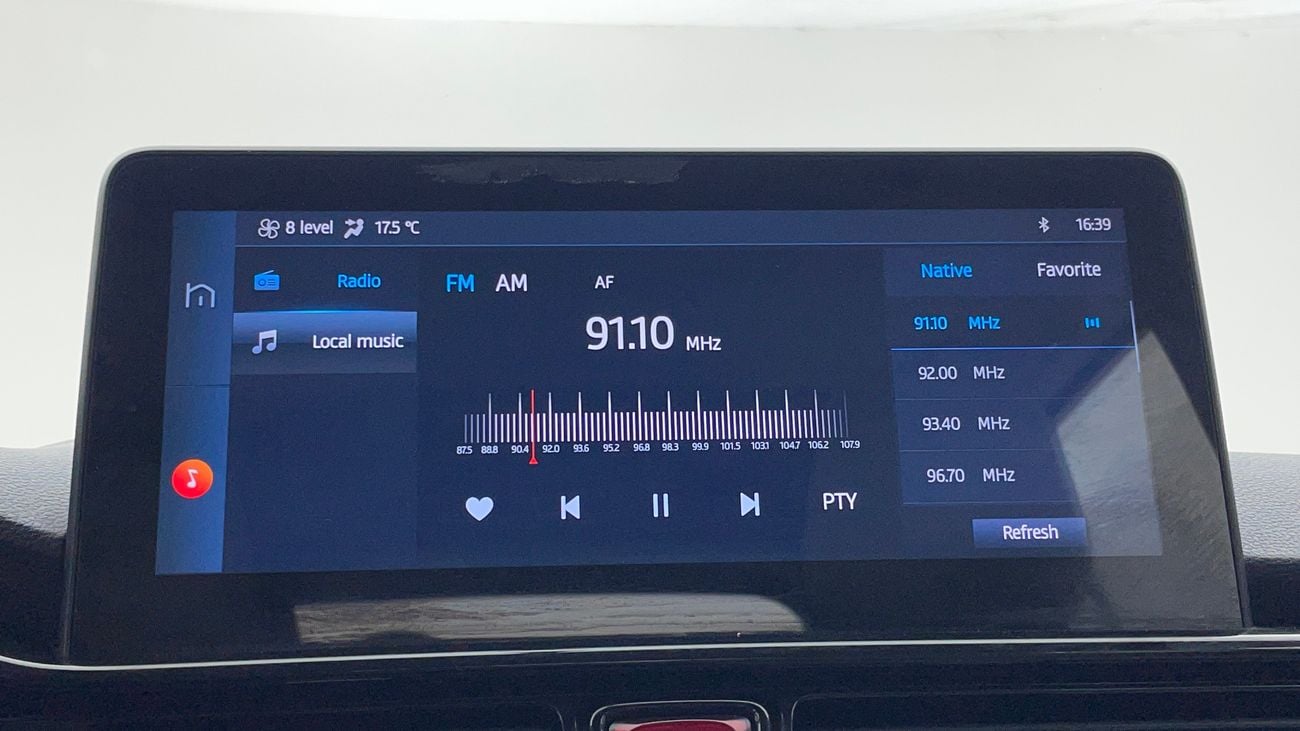 8 level 17.5 °C 16:39
Radio
Local music
FM AM AF
91.10 MHz
87.5 88.8 90.4 92.0 93.6 95.2 96.8 98.3 99.9 101.5 103.1 104.7 106.2 107.9
PTY
Native Favorite
91.10 MHz
92.00 MHz
93.40 MHz
96.70 MHz
Refresh